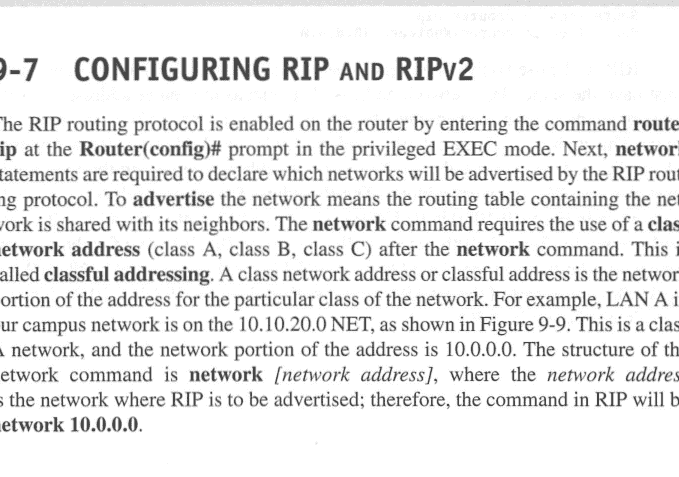 9-7 CONFIGURING RIP AND RIPV2
The RIP routing protocol is enabled on the router by entering the command route
ip at the Router(config)# prompt in the privileged EXEC mode. Next, network
tatements are required to declare which networks will be advertised by the RIP rout
ng protocol. To advertise the network means the routing table containing the net
work is shared with its neighbors. The network command requires the use of a clas
network address (class A, class B, class C) after the network command. This i
alled classful addressing. A class network address or classful address is the networ
ortion of the address for the particular class of the network. For example, LAN A i
ur campus network is on the 10.10.20.0 NET, as shown in Figure 9-9. This is a clas
A network, and the network portion of the address is 10.0.0.0. The structure of th
etwork command is network [network address], where the network addres
s the network where RIP is to be advertised; therefore, the command in RIP will b
network 10.0.0.0.